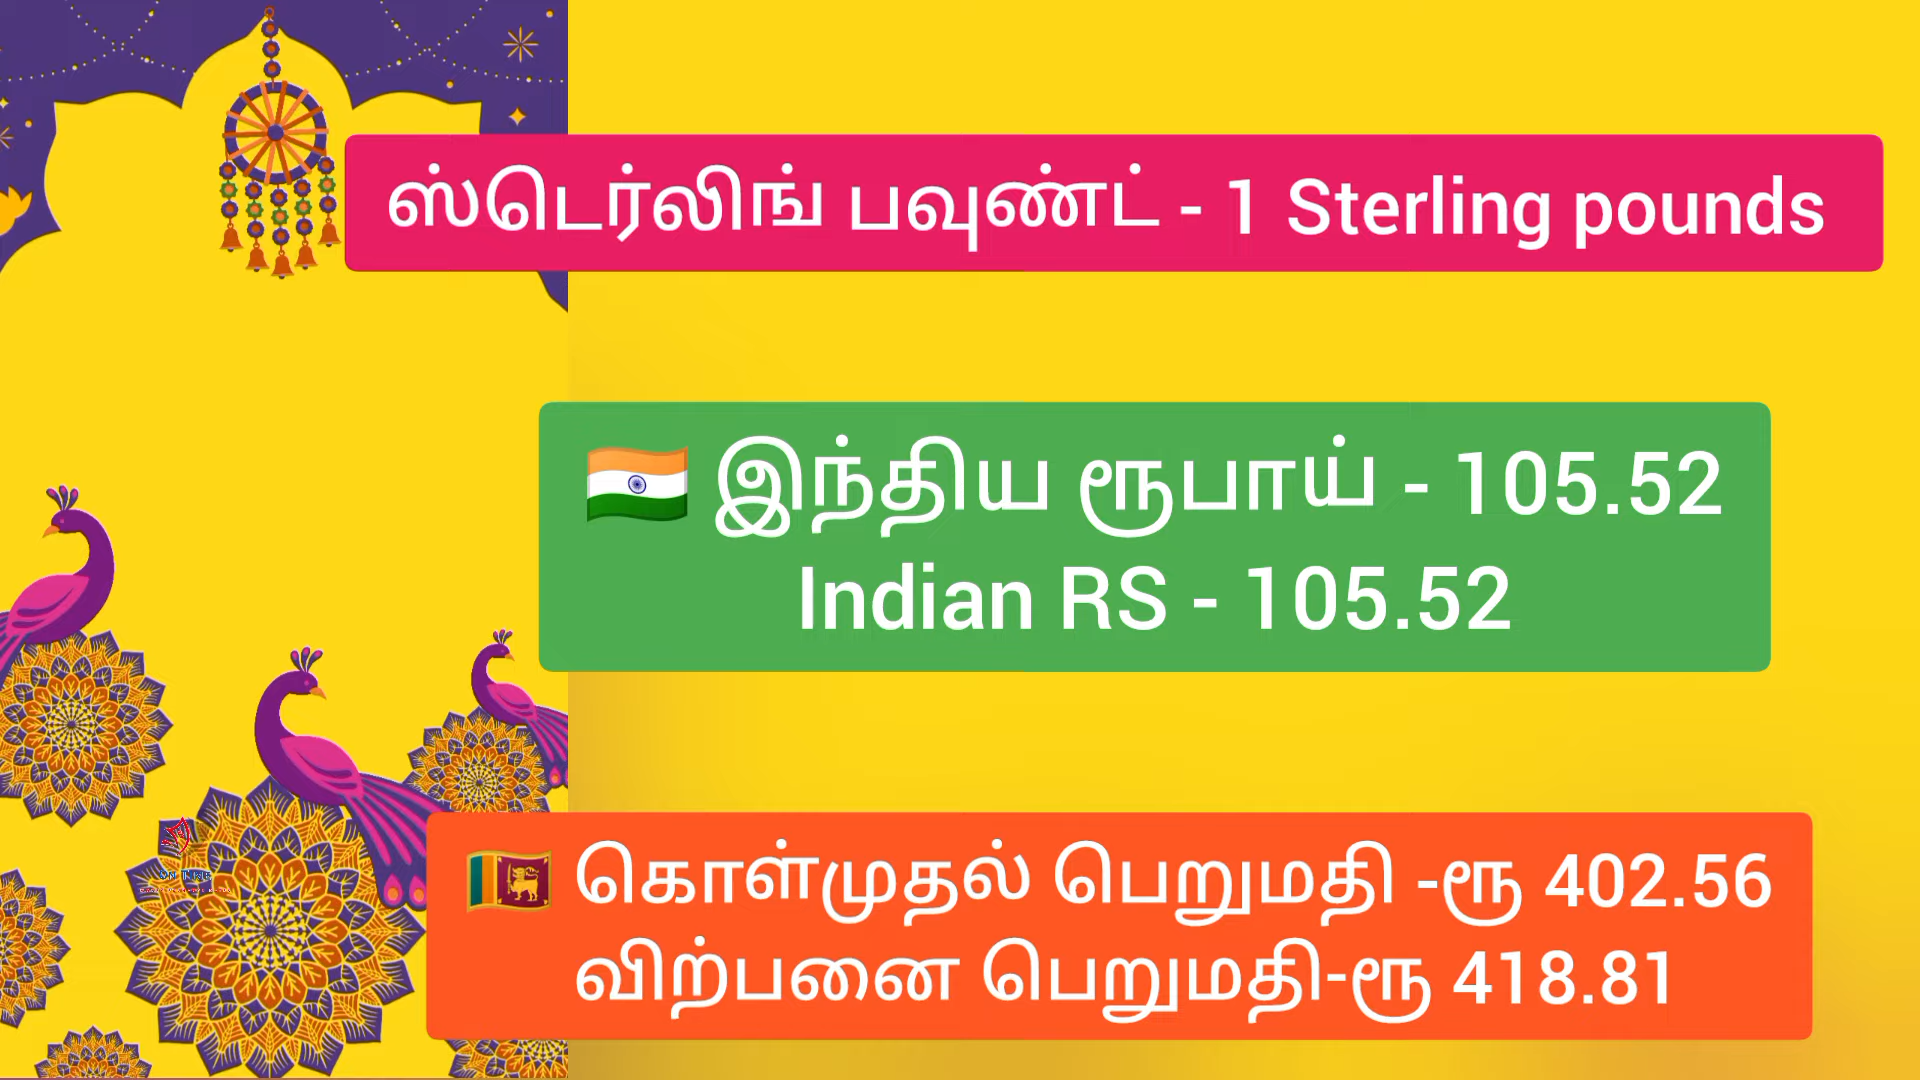 ஸ்டெர்லிங் பவுண்ட் - 1 Sterling pounds
இந்திய ரூபாய் - 105.52
Indian RS - 105.52
கொள்முதல் பெறுமதி -ரூ 402.56
விற்பனை பெறுமதி-ரூ 418.81